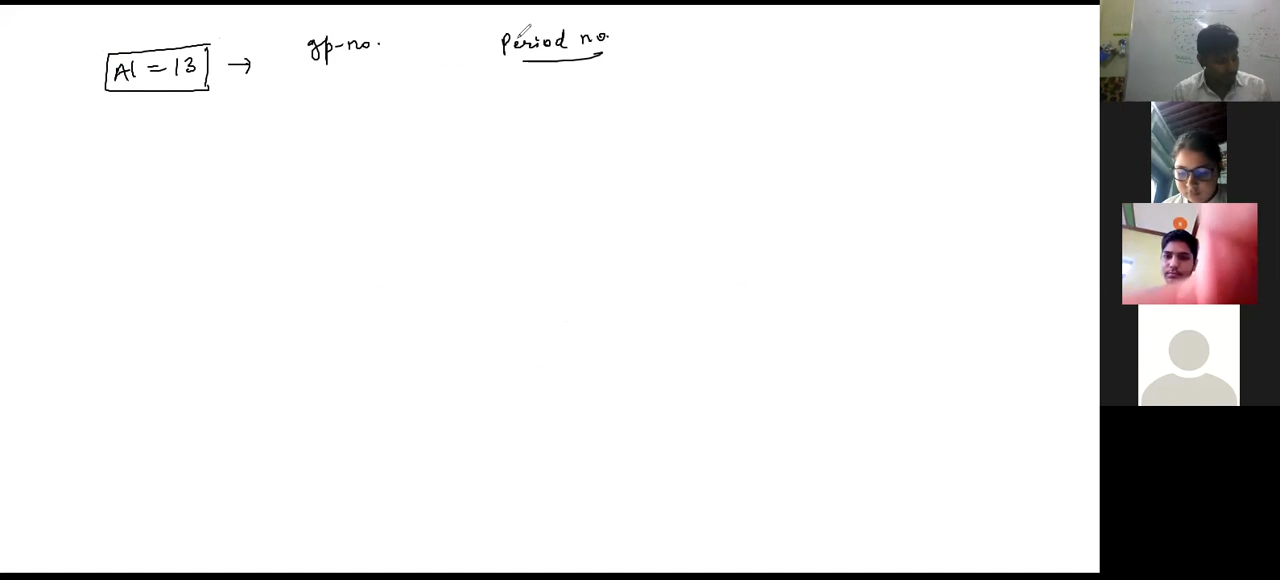 Al = 13 → gp-no. Period no.